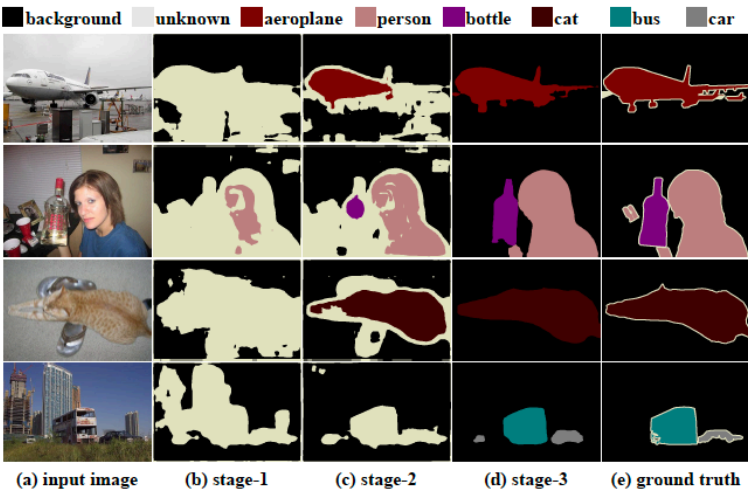 background unknown aeroplane person bottle cat bus car
(a) input image (b) stage-1 (c) stage-2 (d) stage-3 (e) ground truth